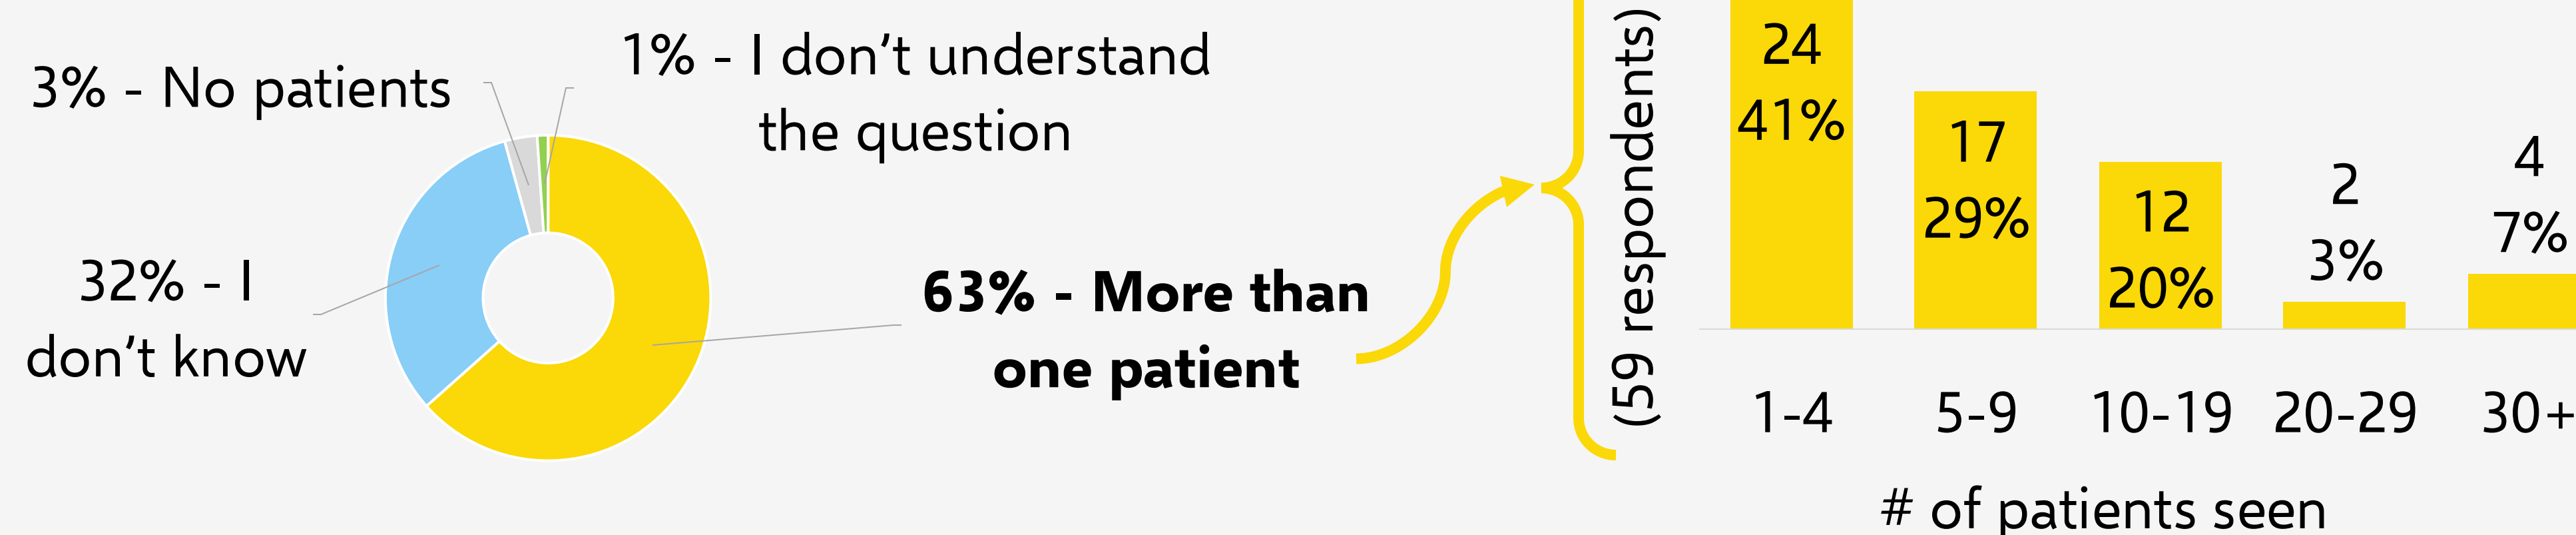 3% - No patients
1% - I don't understand
the question
32% - I
don't know
63% - More than
one patient
(59 respondents)
24
41%
17
29%
12
20%
2
3%
4
7%
1-4
5-9
10-19
20-29
30+
# of patients seen